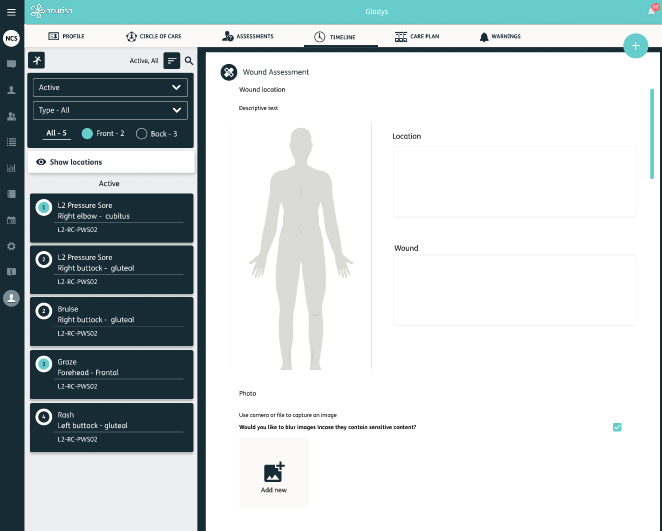 nourish
Gladys
99
NCS
PROFILE
CIRCLE OF CARE
ASSESSMENTS
TIMELINE
CARE PLAN
WARNINGS
Active, All
Active
Type - All
All - 5
Front - 2
Back - 3
Show locations
Active
1
L2 Pressure Sore
Right elbow - cubitus
L2-RC-PWS02
2
L2 Pressure Sore
Right buttock - gluteal
L2-RC-PWS02
2
Bruise
Right buttock - gluteal
L2-RC-PWS02
3
Graze
Forehead - Frontal
L2-RC-PWS02
4
Rash
Left buttock - gluteal
L2-RC-PWS02
Wound Assessment
Wound location
Descriptive text
Location
Wound
Photo
Use camera or file to capture an image
Would you like to blur images incase they contain sensitive content?
Add new